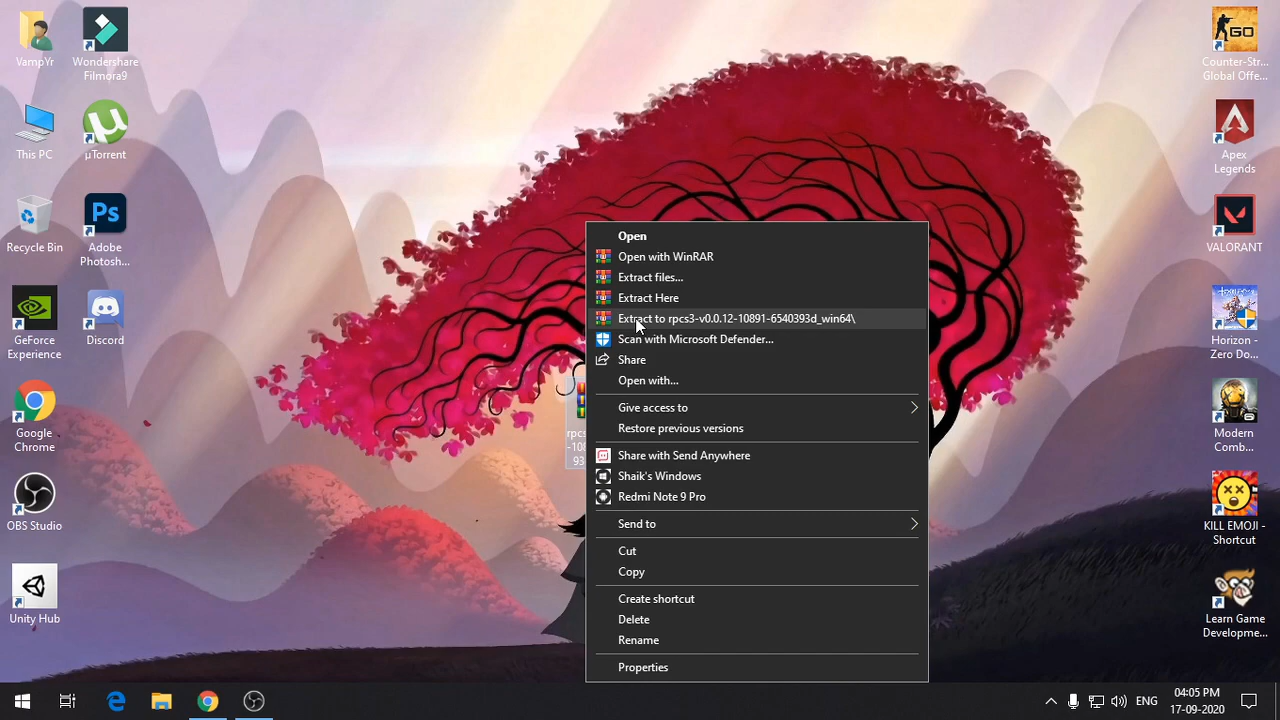 VampYr
Wondershare
Filmora9
This PC
µTorrent
Recycle Bin
Ps
Adobe
Photosh...
GeForce
Experience
Discord
Google
Chrome
OBS Studio
Unity Hub
GO
Counter-Str...
Global Offe...
Apex
Legends
VALORANT
Horizon -
Zero Do...
Modern
Comb...
KILL EMOJI -
Shortcut
Learn Game
Developme...
rpcs
-108
93
Open
Open with WinRAR
Extract files...
Extract Here
Extract to rpcs3-v0.0.12-10891-6540393d_win64\
Scan with Microsoft Defender...
Share
Open with...
Give access to
Restore previous versions
Share with Send Anywhere
Shaik's Windows
Redmi Note 9 Pro
Send to
Cut
Copy
Create shortcut
Delete
Rename
Properties
ENG
04:05 PM
17-09-2020